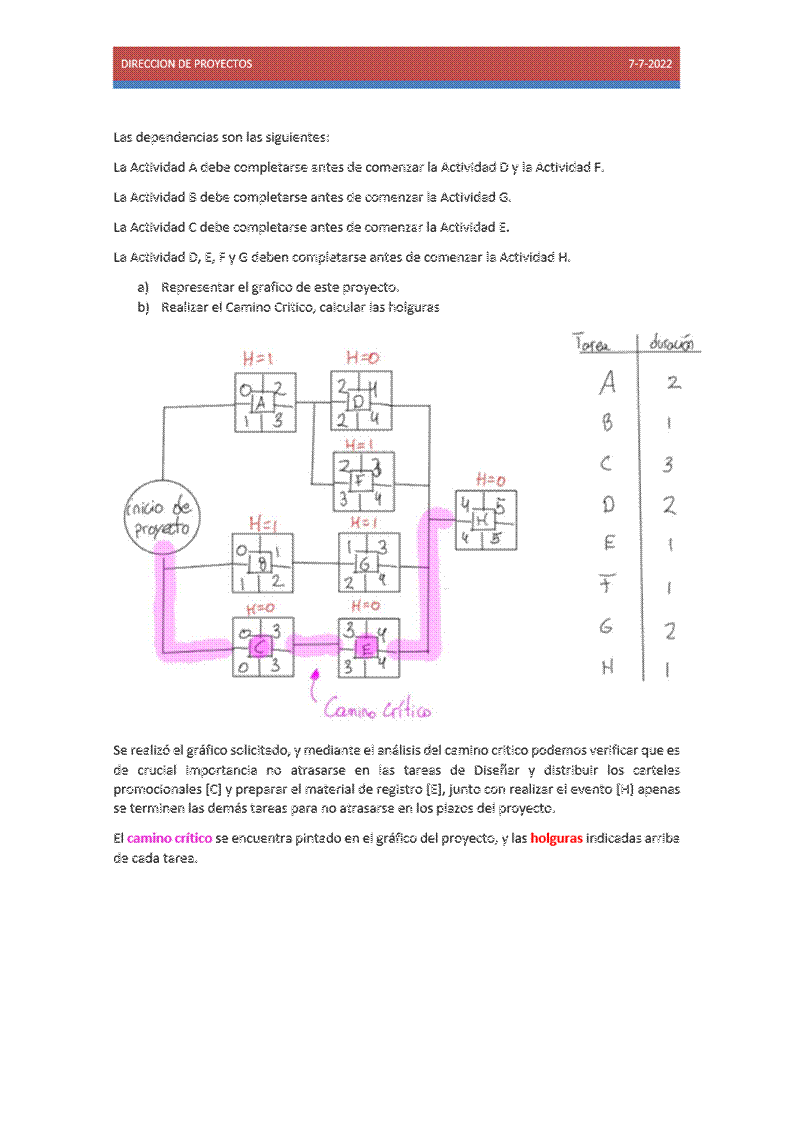 DIRECCION DE PROYECTOS 7-7-2022
Las dependencias son las siguientes:
La Actividad A debe completarse antes de comenzar la Actividad D y la Actividad F.
La Actividad B debe completarse antes de comenzar la Actividad G.
La Actividad C debe completarse antes de comenzar la Actividad E.
La Actividad D, E, F y G deben completarse antes de comenzar la Actividad H.
a) Representar el grafico de este proyecto.
b) Realizar el Camino Critico, calcular las holguras
Tarea duración
H=1 H=0
0 2 2 4
A D
1 3 2 4
A 2
B 1
H=1
2 3
F
3 4
C 3
H=0
4 5
H
4 5
D 2
inicio de
proyecto
H=1 H=1
0 1 1 3
B G
1 2 2 4
E 1
F 1
H=0 H=0
0 3 3 4
C E
0 3 3 4
G 2
H 1
Camino Crítico
Se realizó el gráfico solicitado, y mediante el análisis del camino crítico podemos verificar que es
de crucial importancia no atrasarse en las tareas de Diseñar y distribuir los carteles
promocionales [C] y preparar el material de registro [E], junto con realizar el evento [H] apenas
se terminen las demás tareas para no atrasarse en los plazos del proyecto.
El camino crítico se encuentra pintado en el gráfico del proyecto, y las holguras indicadas arriba
de cada tarea.